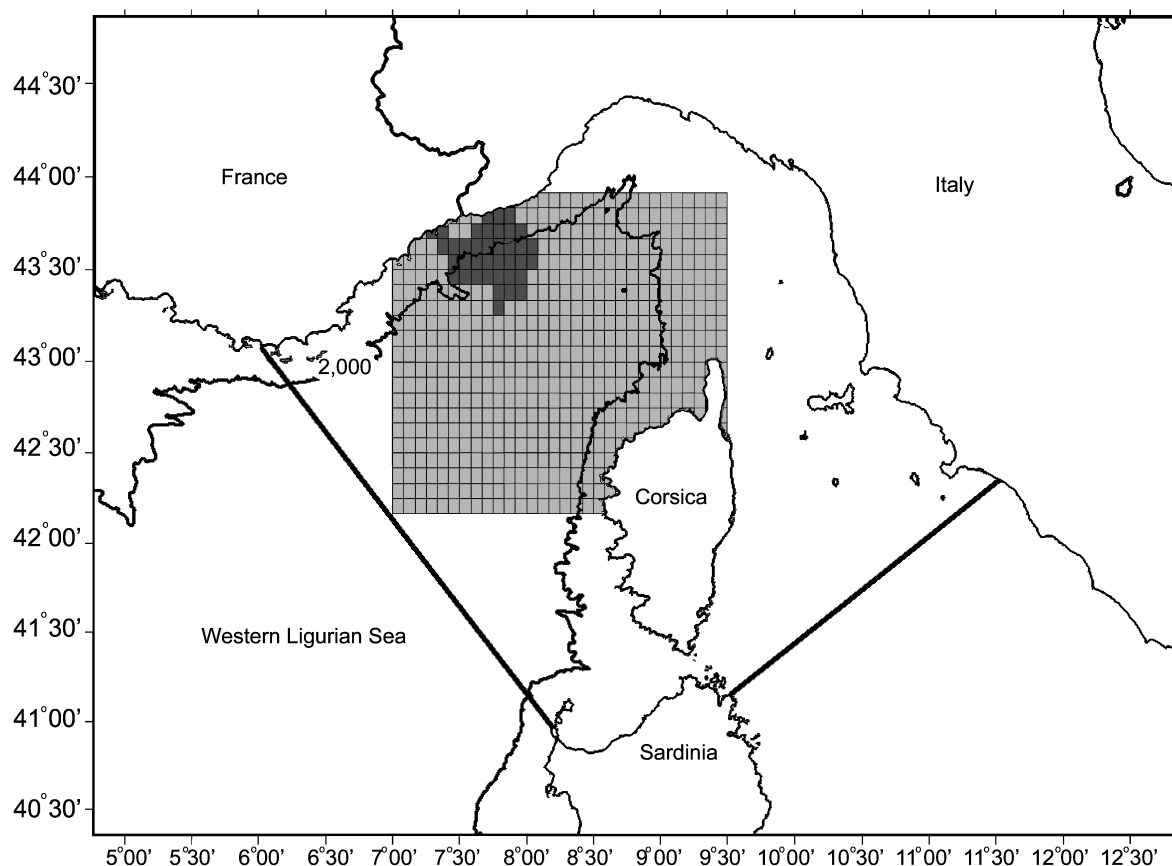 44°30’
44°00’
43°30’
43°00’
42°30’
42°00’
41°30’
41°00’
40°30’
France
Italy
2,000
Corsica
Western Ligurian Sea
Sardinia
5°00’ 5°30’ 6°00’ 6°30’ 7°00’ 7°30’ 8°00’ 8°30’ 9°00’ 9°30’ 10°00’ 10°30’ 11°00’ 11°30’ 12°00’ 12°30’